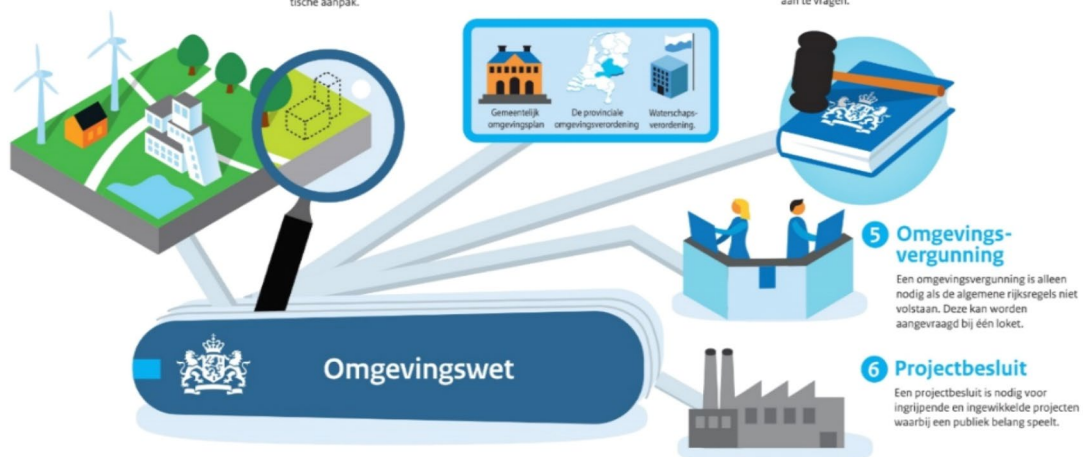 tische aanpak.
aan te vragen.
Gemeentelijk
omgevingsplan
De provinciale
omgevingsverordening
Waterschaps-
verordening.
5 Omgevings-
vergunning
Een omgevingsvergunning is alleen
nodig als de algemene rijksregels niet
volstaan. Deze kan worden
aangevraagd bij één loket.
Omgevingswet
6 Projectbesluit
Een projectbesluit is nodig voor
ingrijpende en ingewikkelde projecten
waarbij een publiek belang speelt.